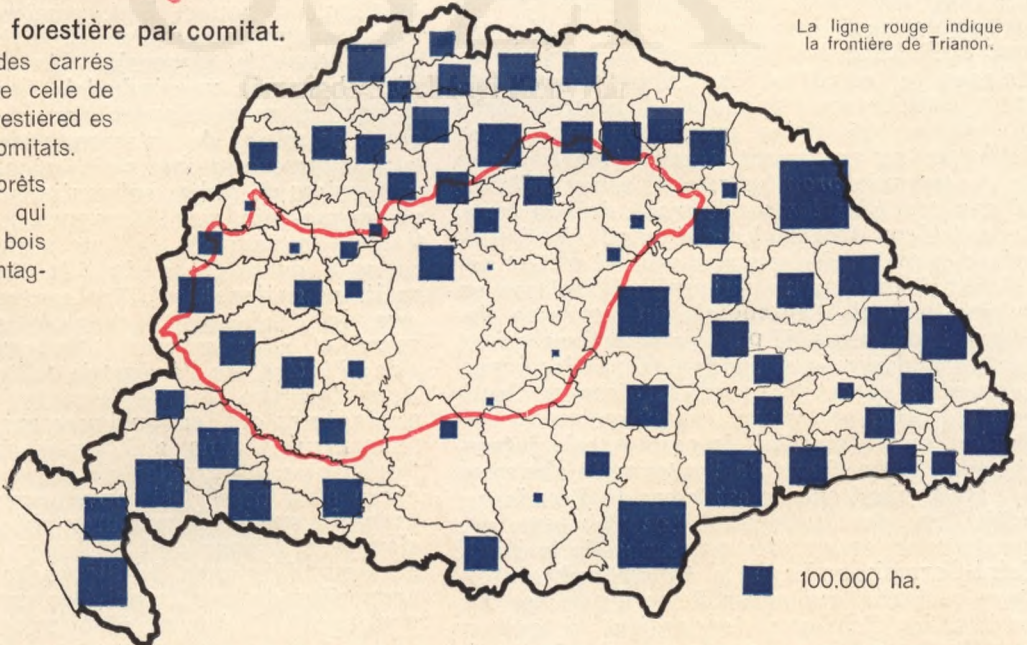 forestière par comitat.
des carrés
e celle de
estièred es
omitats.
orêts
qui
bois
ntag-
La ligne rouge indique
la frontière de Trianon.
100.000 ha.